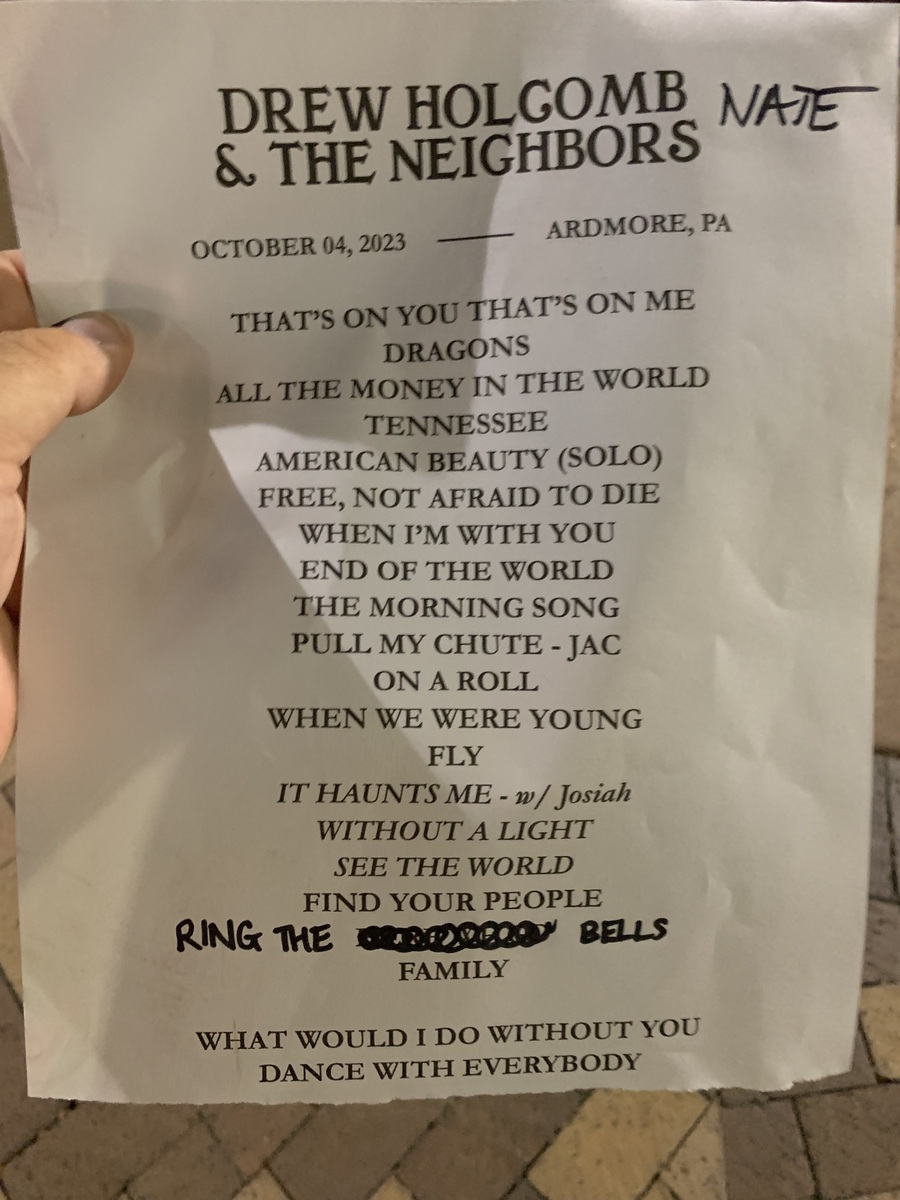 DREW HOLCOMB NATE
& THE NEIGHBORS
OCTOBER 04, 2023 — ARDMORE, PA
THAT'S ON YOU THAT'S ON ME
DRAGONS
ALL THE MONEY IN THE WORLD
TENNESSEE
AMERICAN BEAUTY (SOLO)
FREE, NOT AFRAID TO DIE
WHEN I'M WITH YOU
END OF THE WORLD
THE MORNING SONG
PULL MY CHUTE - JAC
ON A ROLL
WHEN WE WERE YOUNG
FLY
IT HAUNTS ME - w/ Josiah
WITHOUT A LIGHT
SEE THE WORLD
FIND YOUR PEOPLE
RING THE BELLS
FAMILY
WHAT WOULD I DO WITHOUT YOU
DANCE WITH EVERYBODY